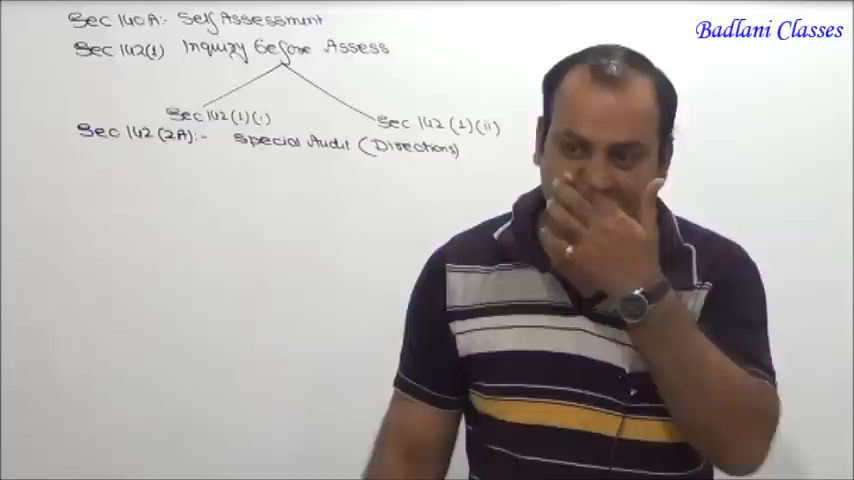 Badlani Classes
Sec 140A:- Self Assessment
Sec 142(1) Inquiry Before Assess
Sec 142(1)(i)
Sec 142(1)(ii)
Sec 142(2A):- Special Audit (Directions)